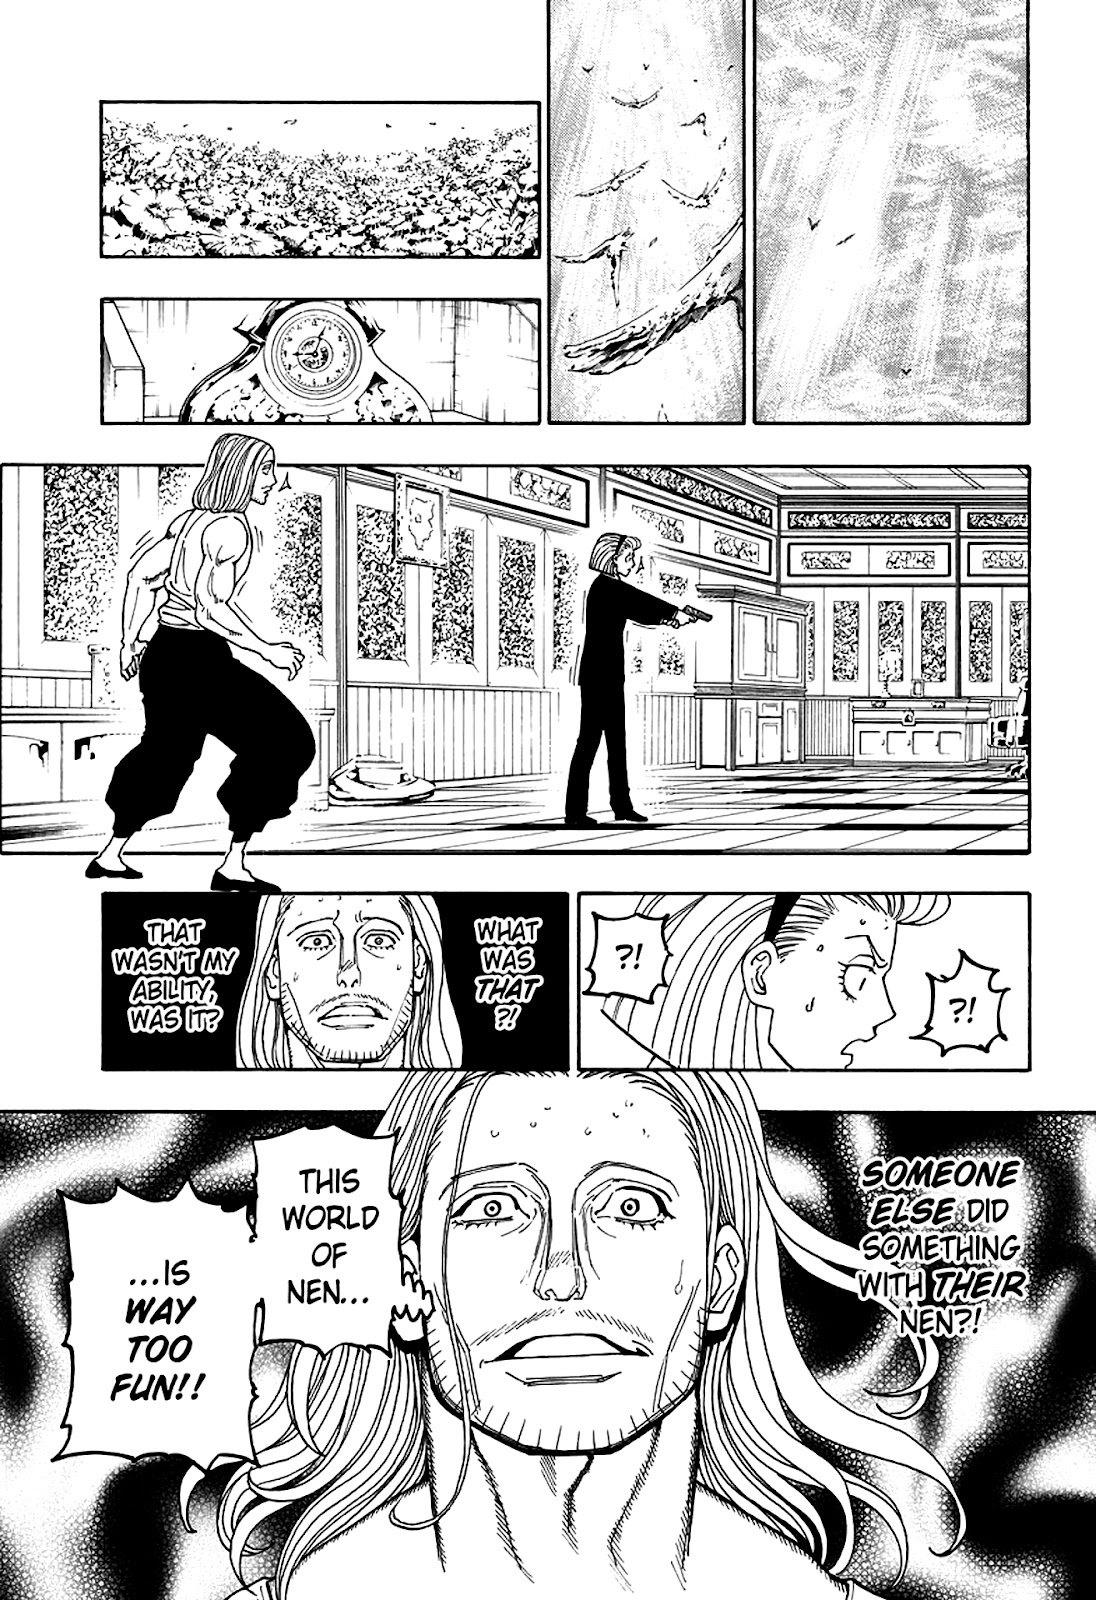 ?!
?!
WHAT
WAS
THAT
?!
THAT
WASN'T MY
ABILITY,
WAS IT?
SOMEONE
ELSE DID
SOMETHING
WITH THEIR
NEN?!
THIS
WORLD
OF
NEN...
...IS
WAY
TOO
FUN!!